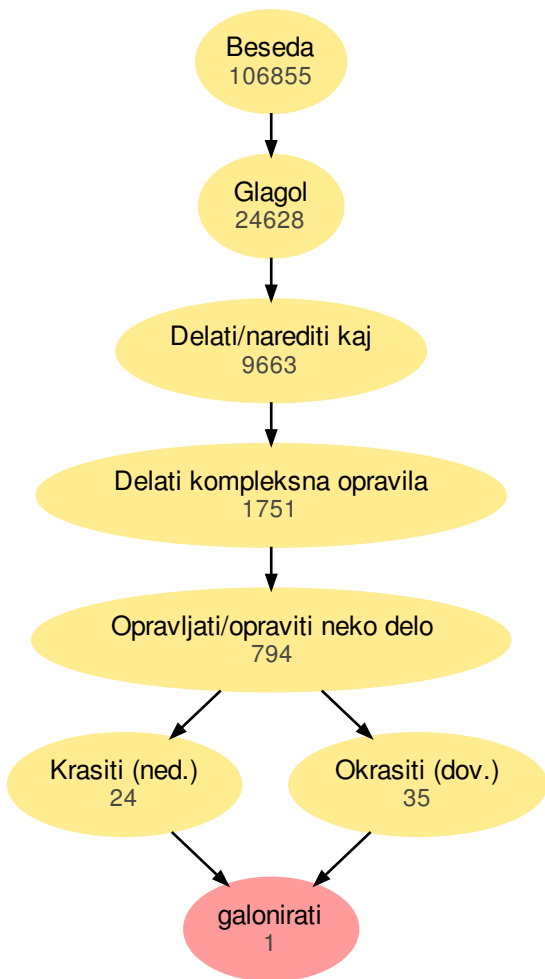 Beseda
106855
Glagol
24628
Delati/narediti kaj
9663
Delati kompleksna opravila
1751
Opravljati/opraviti neko delo
794
Krasiti (ned.)
24
Okrasiti (dov.)
35
galonirati
1